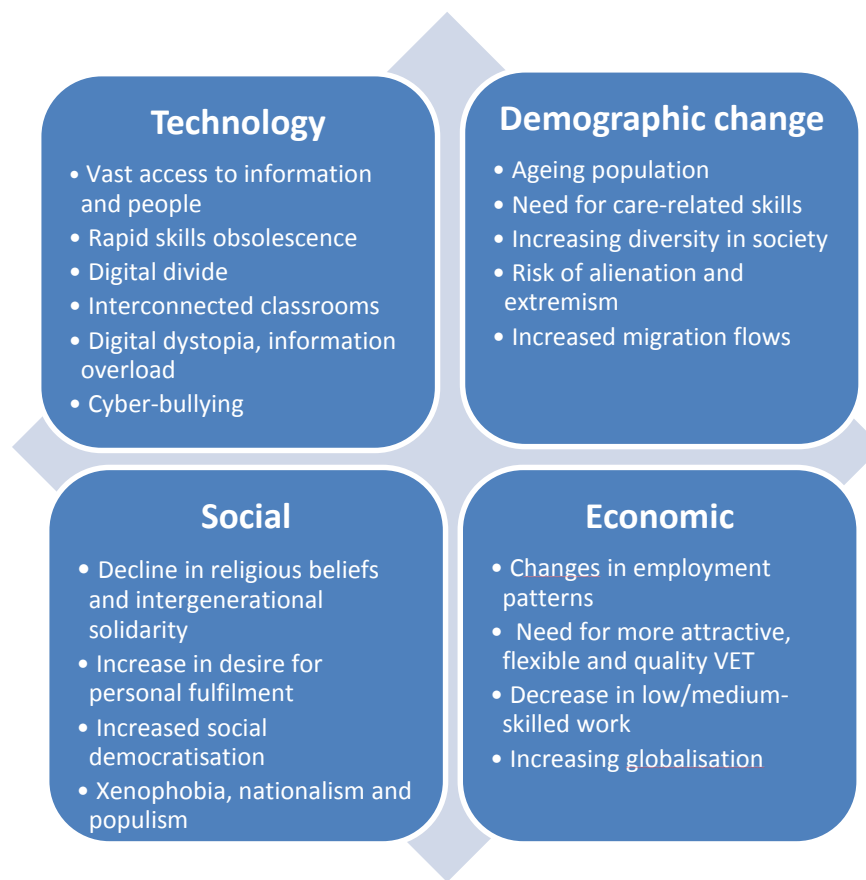 Technology
• Vast access to information
and people
• Rapid skills obsolescence
• Digital divide
• Interconnected classrooms
• Digital dystopia, information
overload
• Cyber-bullying
Demographic change
• Ageing population
• Need for care-related skills
• Increasing diversity in society
• Risk of alienation and
extremism
• Increased migration flows
Social
• Decline in religious beliefs
and intergenerational
solidarity
• Increase in desire for
personal fulfilment
• Increased social
democratisation
• Xenophobia, nationalism and
populism
Economic
• Changes in employment
patterns
• Need for more attractive,
flexible and quality VET
• Decrease in low/medium-
skilled work
• Increasing globalisation